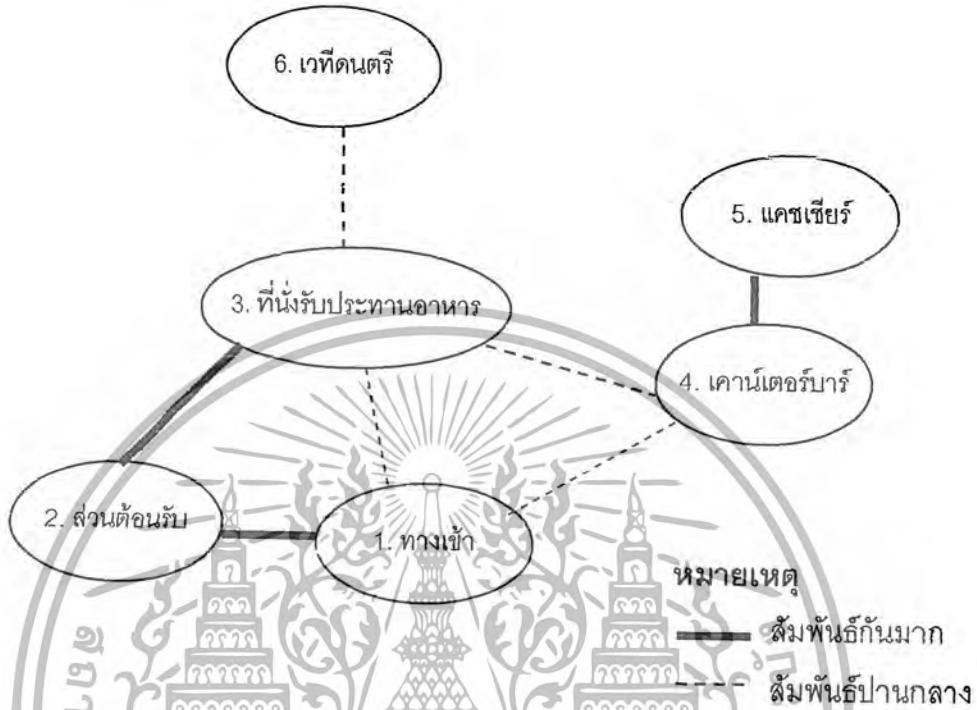 6. เวทีดนตรี
5. แคชเชียร์
3. ที่นั่งรับประทานอาหาร
4. เคาน์เตอร์บาร์
2. ส่วนต้อนรับ
1. ทางเข้า
หมายเหตุ
สัมพันธ์กันมาก
สัมพันธ์ปานกลาง